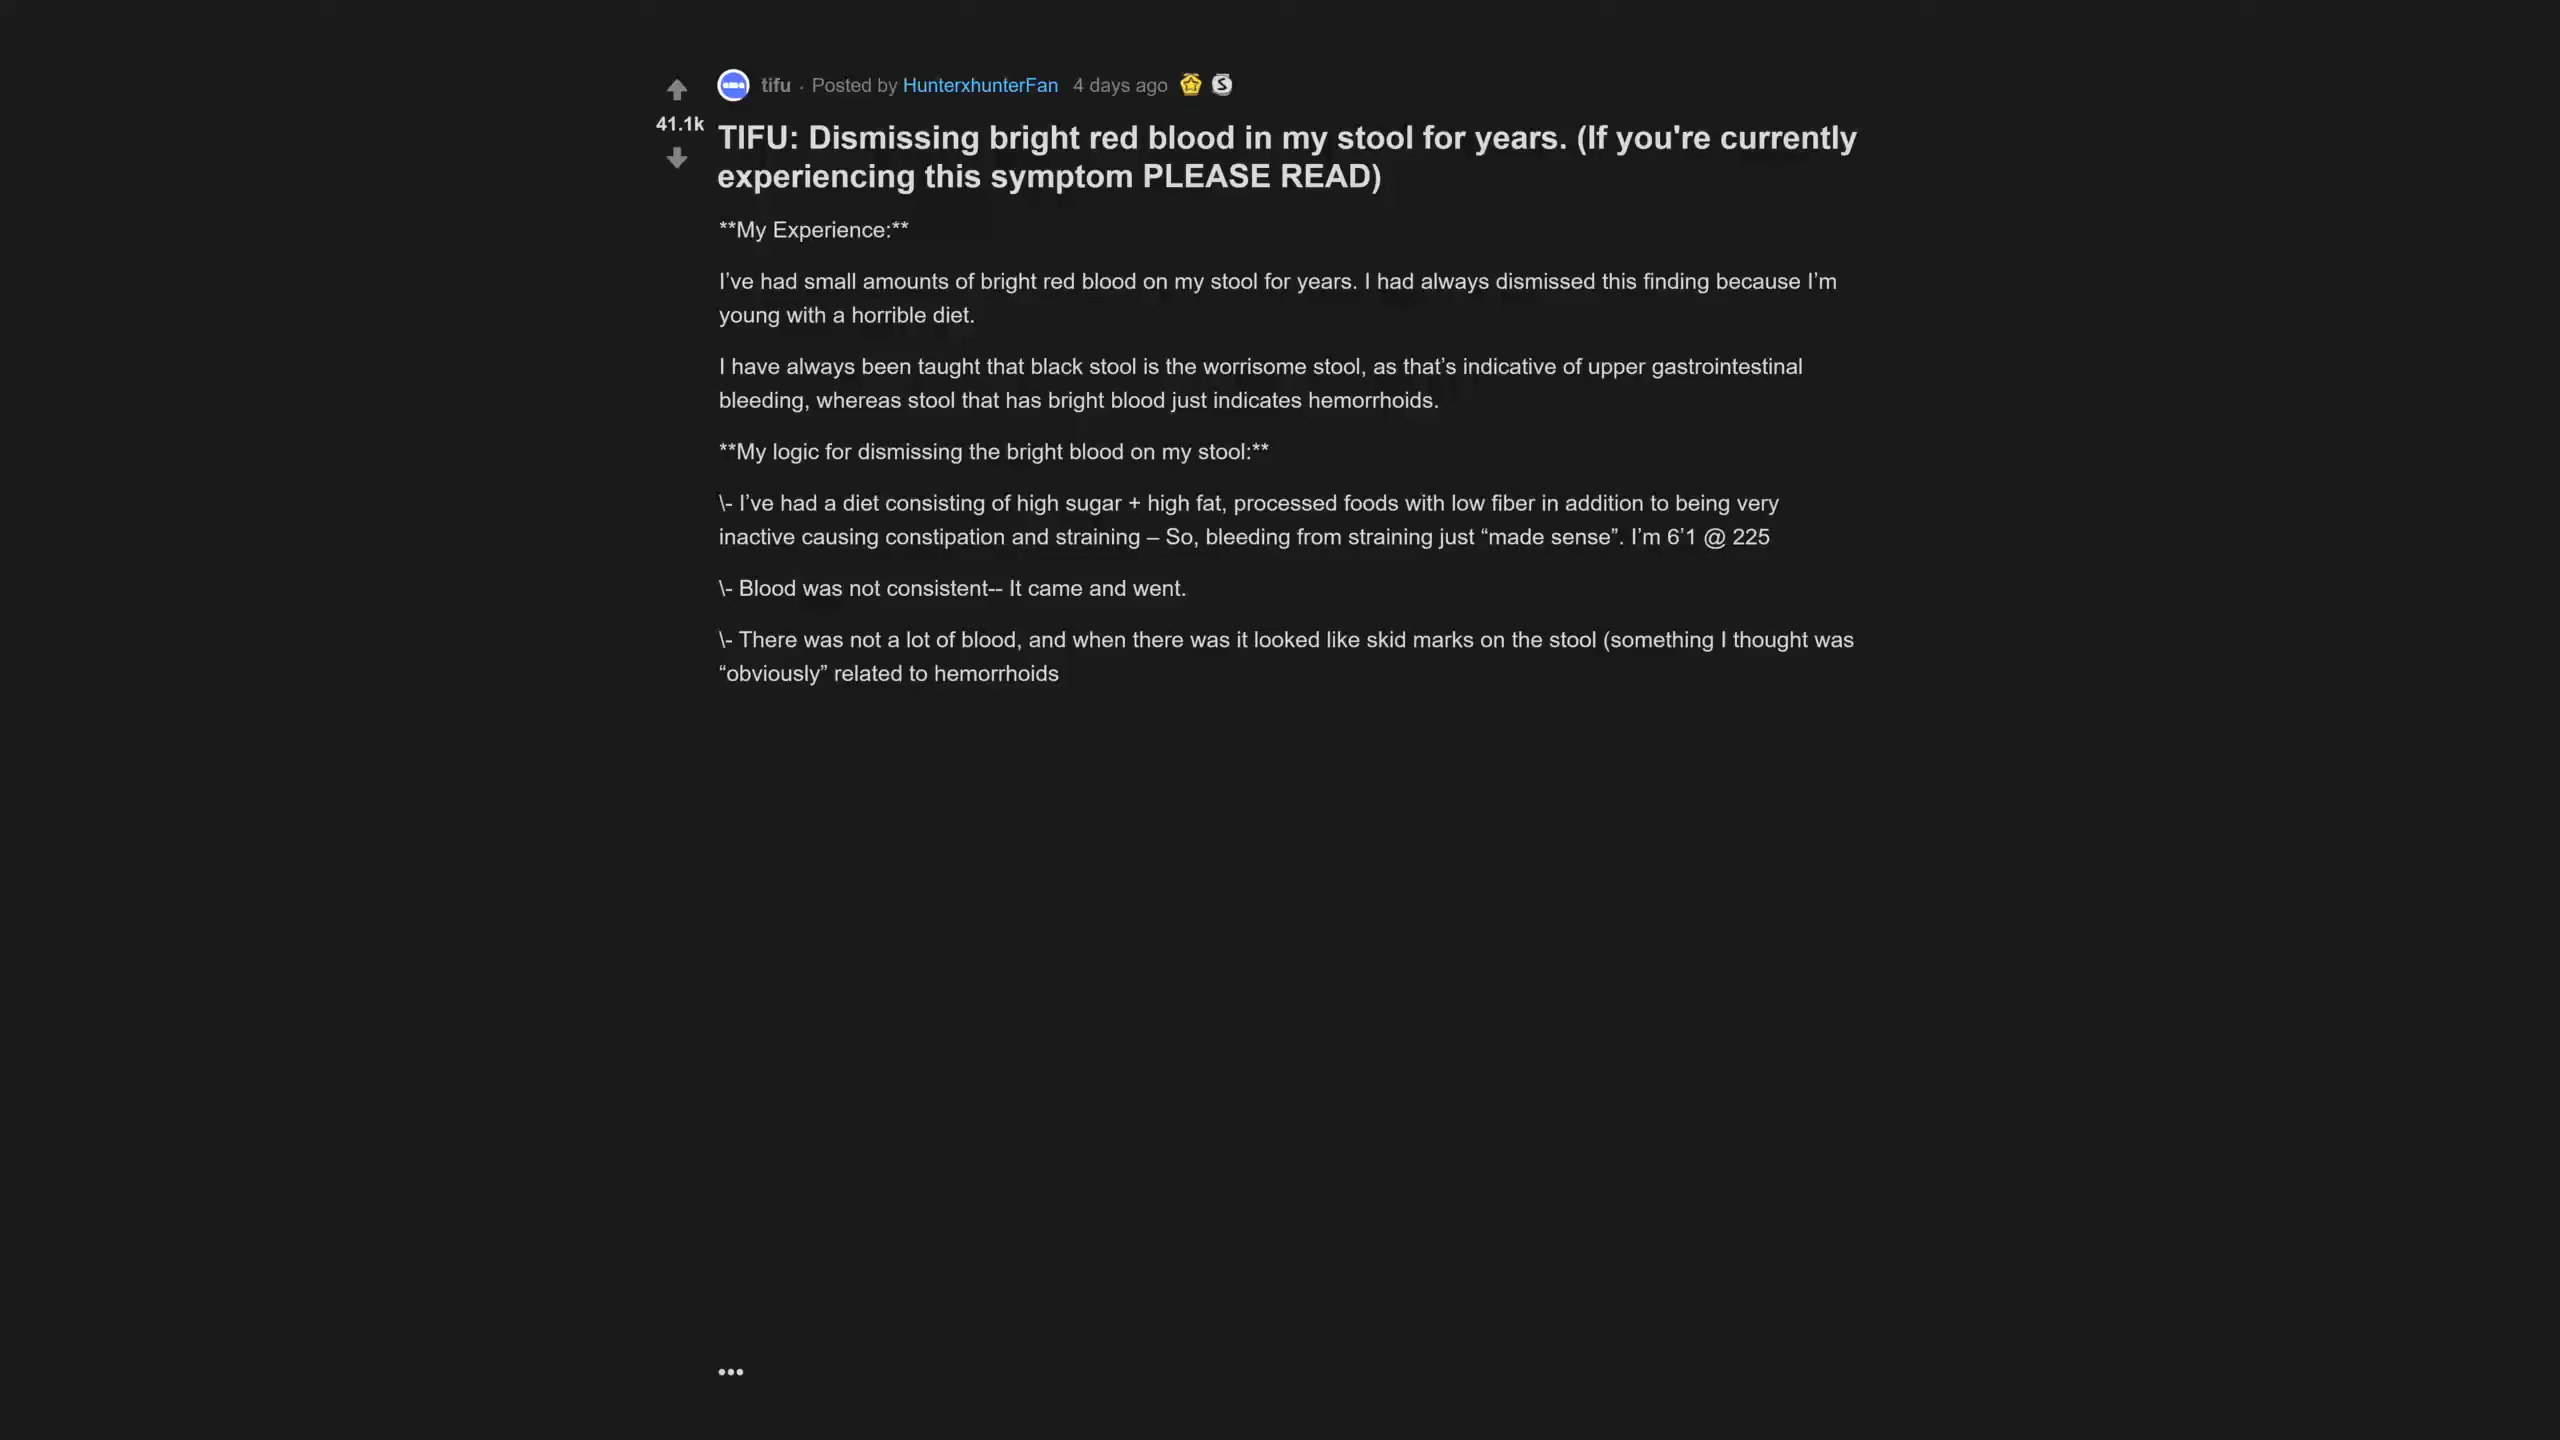 tifu · Posted by HunterxhunterFan 4 days ago
41.1k
TIFU: Dismissing bright red blood in my stool for years. (If you're currently
experiencing this symptom PLEASE READ)
**My Experience:**
I’ve had small amounts of bright red blood on my stool for years. I had always dismissed this finding because I’m
young with a horrible diet.
I have always been taught that black stool is the worrisome stool, as that’s indicative of upper gastrointestinal
bleeding, whereas stool that has bright blood just indicates hemorrhoids.
**My logic for dismissing the bright blood on my stool:**
\- I’ve had a diet consisting of high sugar + high fat, processed foods with low fiber in addition to being very
inactive causing constipation and straining – So, bleeding from straining just “made sense”. I’m 6’1 @ 225
\- Blood was not consistent-- It came and went.
\- There was not a lot of blood, and when there was it looked like skid marks on the stool (something I thought was
“obviously” related to hemorrhoids
•••